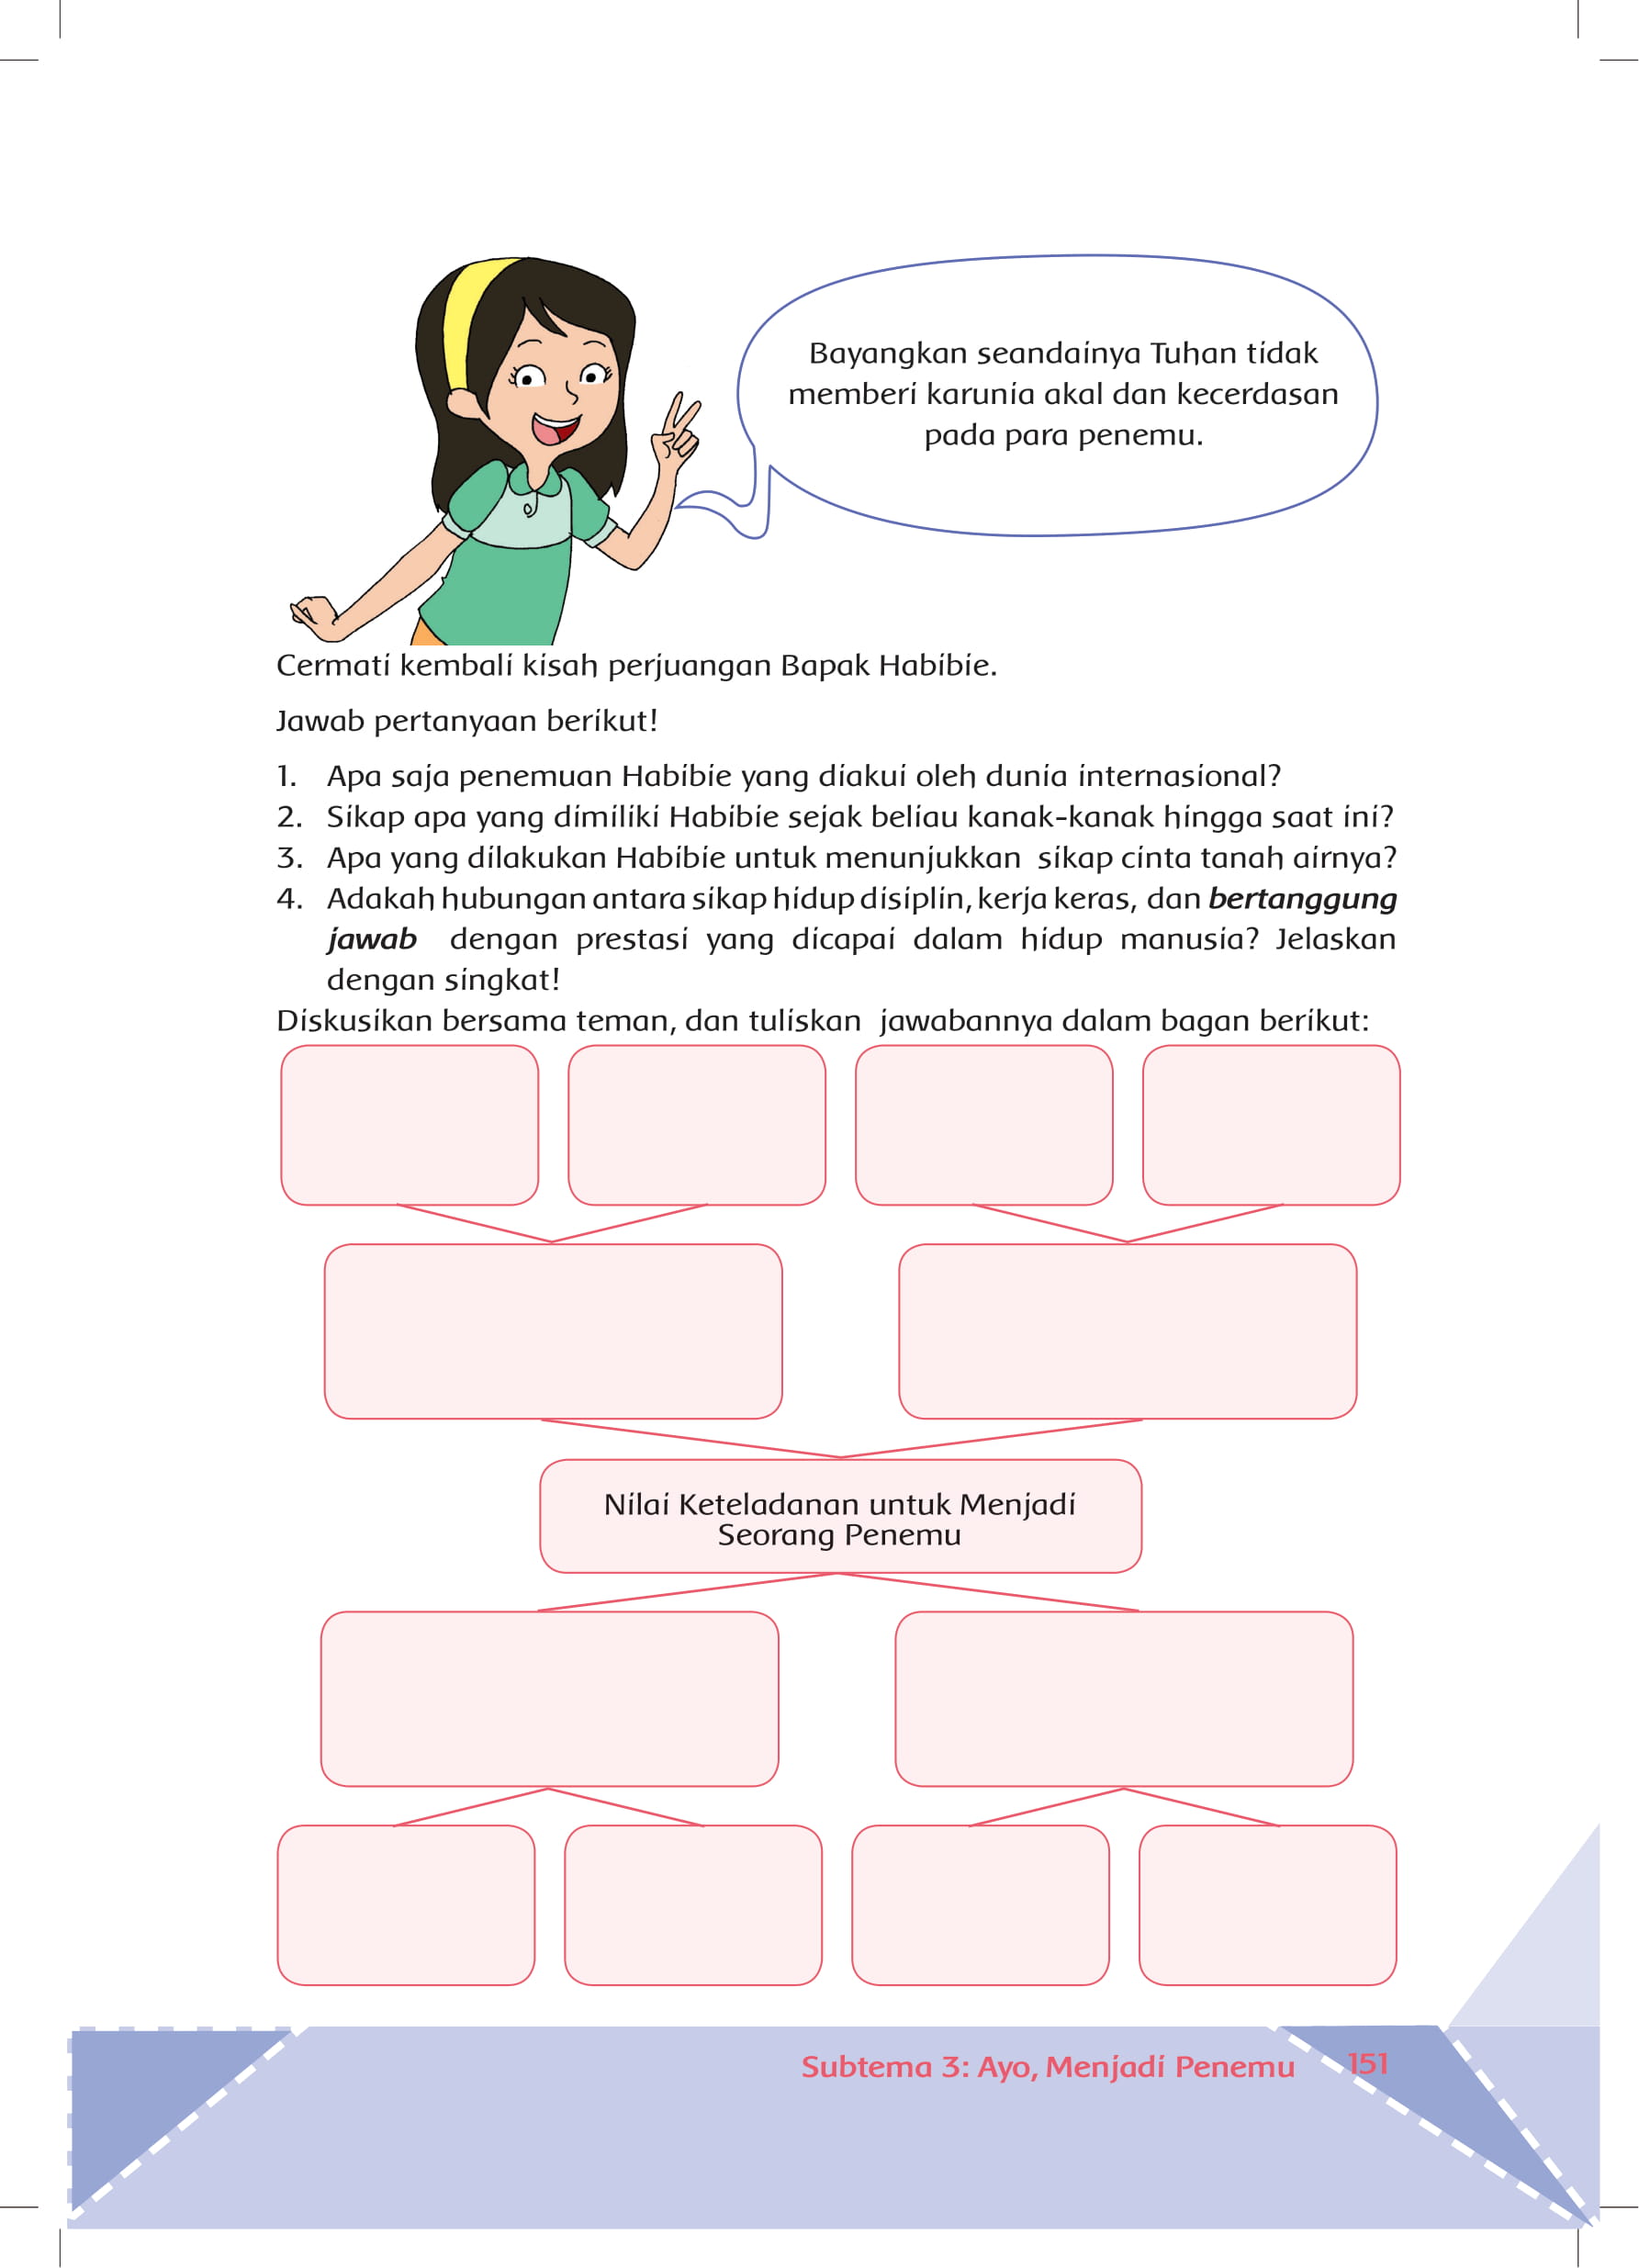 Bayangkan seandainya Tuhan tidak
memberi karunia akal dan kecerdasan
pada para penemu.
Cermati kembali kisah perjuangan Bapak Habibie.
Jawab pertanyaan berikut!
1. Apa saja penemuan Habibie yang diakui oleh dunia internasional?
2. Sikap apa yang dimiliki Habibie sejak beliau kanak-kanak hingga saat ini?
3. Apa yang dilakukan Habibie untuk menunjukkan sikap cinta tanah airnya?
4. Adakah hubungan antara sikap hidup disiplin, kerja keras, dan bertanggung
jawab dengan prestasi yang dicapai dalam hidup manusia? Jelaskan
dengan singkat!
Diskusikan bersama teman, dan tuliskan jawabannya dalam bagan berikut:
Nilai Keteladanan untuk Menjadi
Seorang Penemu
Subtema 3: Ayo, Menjadi Penemu 151